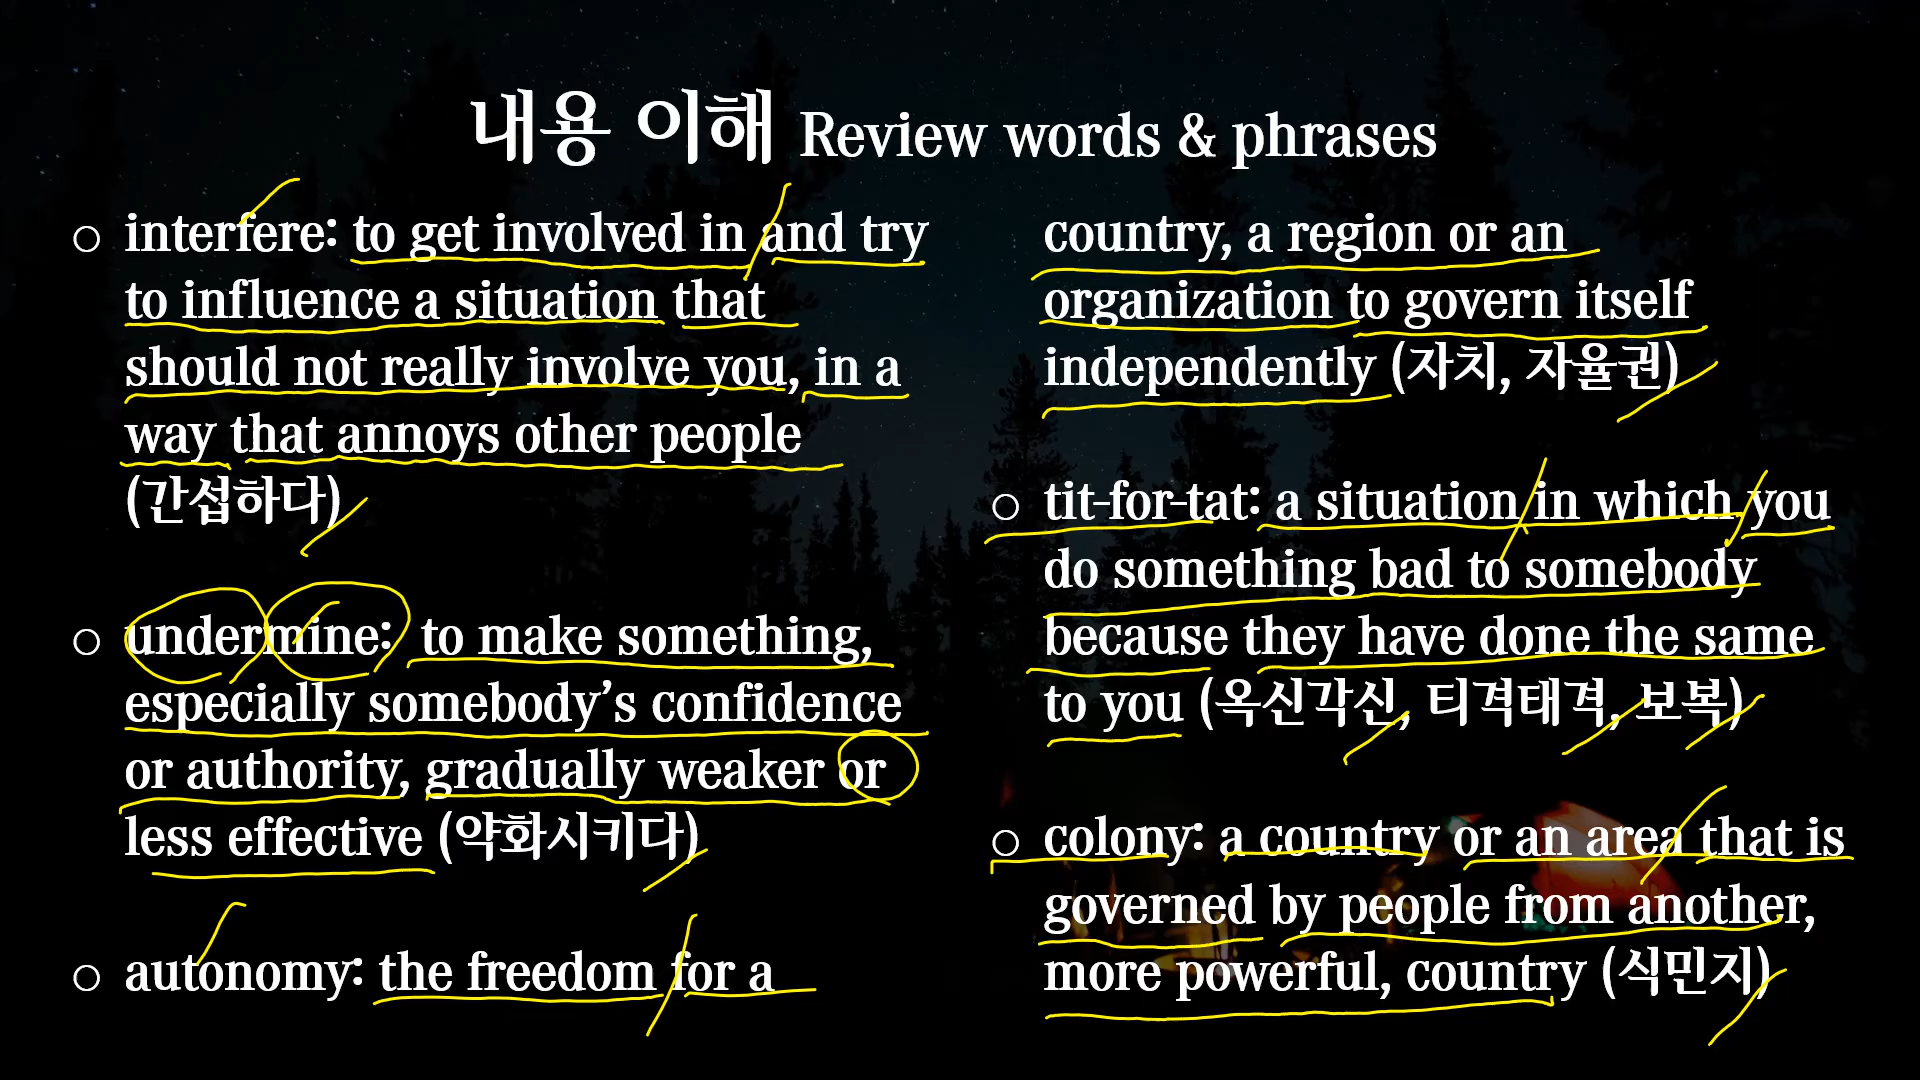 내용 이해 Review words & phrases
○ interfere: to get involved in and try
to influence a situation that
should not really involve you, in a
way that annoys other people
(간섭하다)
○ undermine: to make something,
especially somebody’s confidence
or authority, gradually weaker or
less effective (약화시키다)
○ autonomy: the freedom for a
country, a region or an
organization to govern itself
independently (자치, 자율권)
○ tit-for-tat: a situation in which you
do something bad to somebody
because they have done the same
to you (옥신각신, 티격태격, 보복)
○ colony: a country or an area that is
governed by people from another,
more powerful, country (식민지)